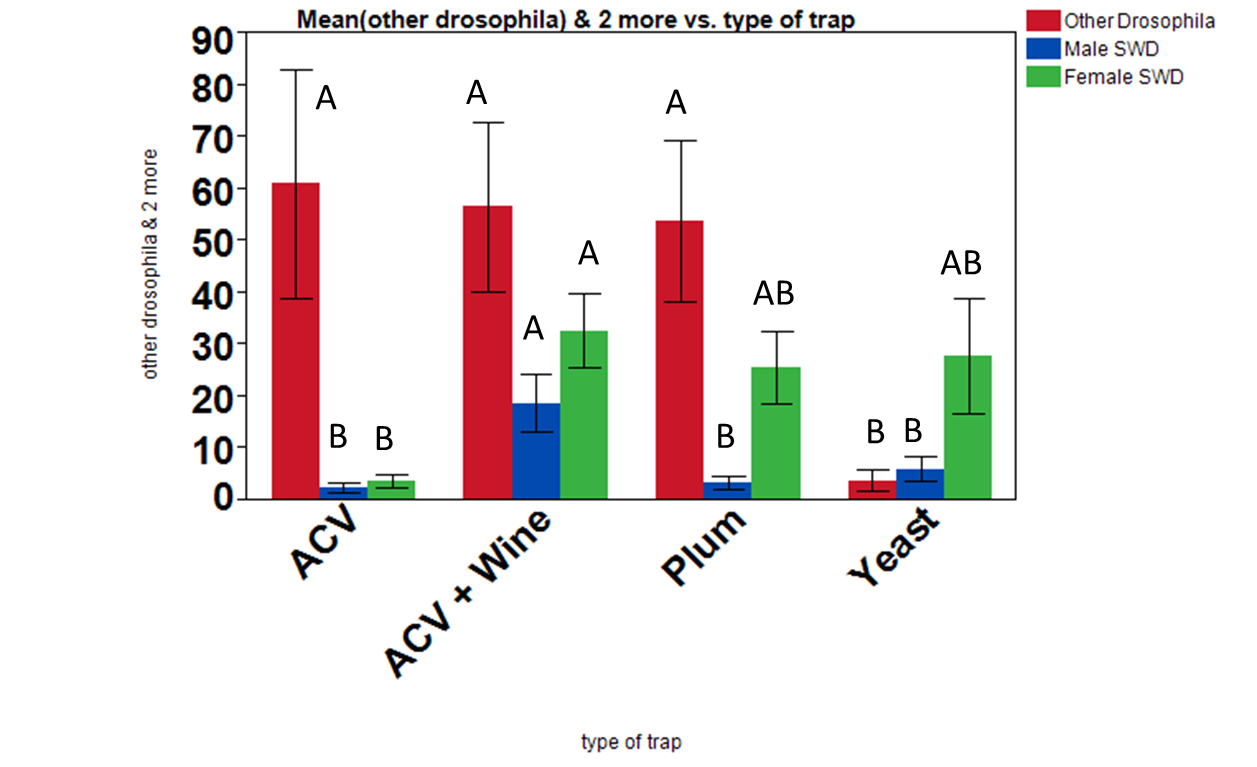 Mean(other drosophila) & 2 more vs. type of trap
Other Drosophila
Male SWD
Female SWD
other drosophila & 2 more
90
80
70
60
50
40
30
20
10
0
A
B
B
A
A
A
A
B
AB
B
B
AB
ACV
ACV + Wine
Plum
Yeast
type of trap